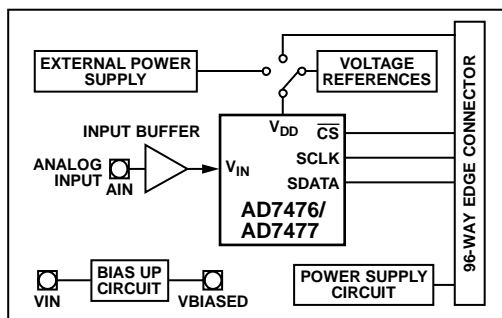 EXTERNAL POWER
SUPPLY
VOLTAGE
REFERENCES
96-WAY EDGE CONNECTOR
INPUT BUFFER
ANALOG
INPUT
AIN
VDD
CS
VIN
SCLK
SDATA
AD7476/
AD7477
VIN
BIAS UP
CIRCUIT
VBIASED
POWER SUPPLY
CIRCUIT